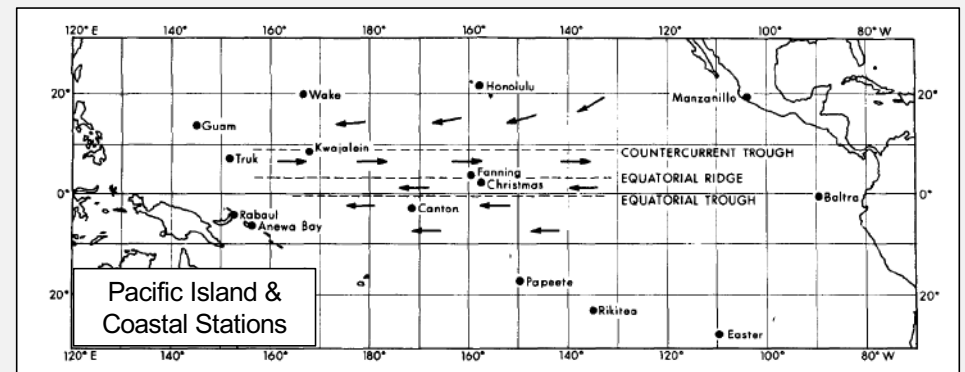 120° E 140° 160° 180° 160° 140° 120° 100° 80° W
Honolulu
20° Wake Manzanillo 20°
Guam
Kwajalein COUNTERCURRENT TROUGH
Truk
Fanning EQUATORIAL RIDGE
Christmas
0° EQUATORIAL TROUGH Baltra 0°
Canton
Rabaul
Anewa Bay
Papeete
20° Rikitea 20°
Easter
Pacific Island &
Coastal Stations
120° E 140° 160° 180° 160° 140° 120° 100° 80° W